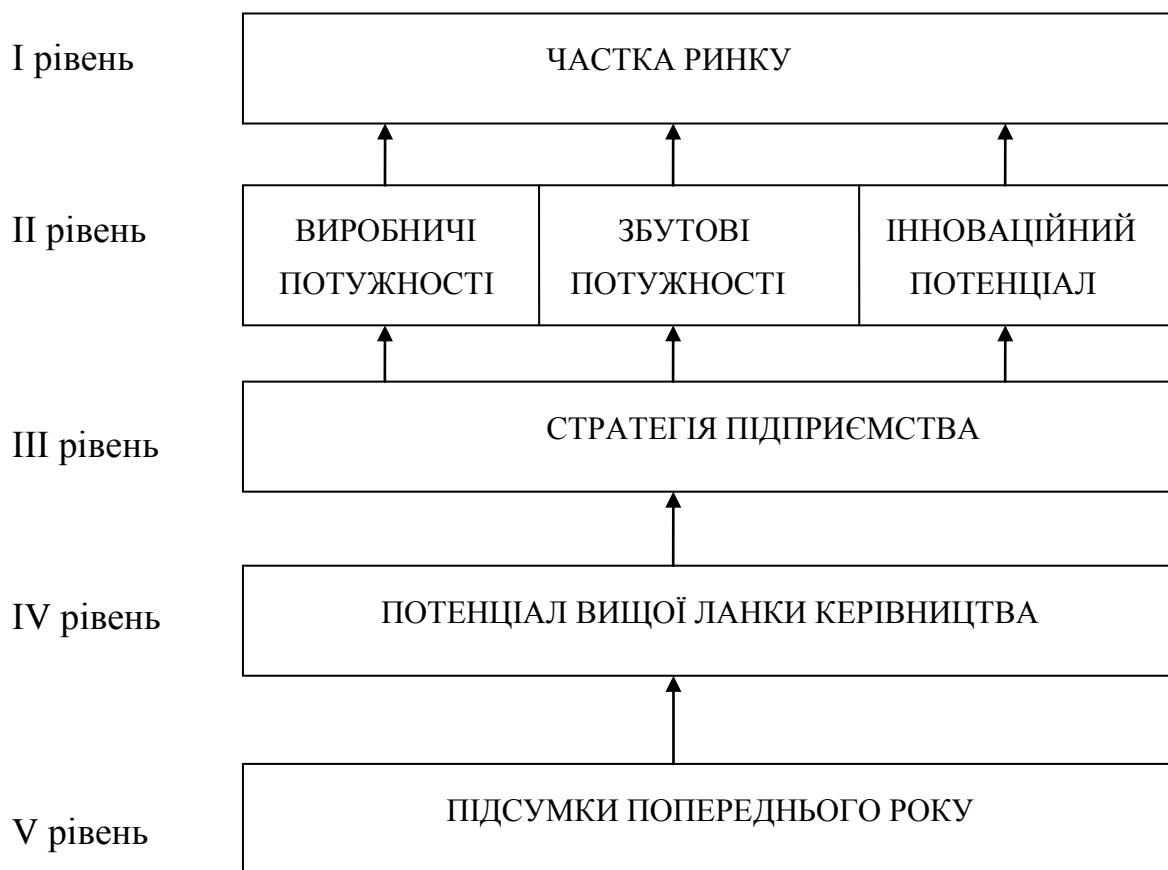 I рівень
ЧАСТКА РИНКУ
II рівень
ВИРОБНИЧІ
ПОТУЖНОСТІ
ЗБУТОВІ
ПОТУЖНОСТІ
ІННОВАЦІЙНИЙ
ПОТЕНЦІАЛ
III рівень
СТРАТЕГІЯ ПІДПРИЄМСТВА
IV рівень
ПОТЕНЦІАЛ ВИЩОЇ ЛАНКИ КЕРІВНИЦТВА
V рівень
ПІДСУМКИ ПОПЕРЕДНЬОГО РОКУ